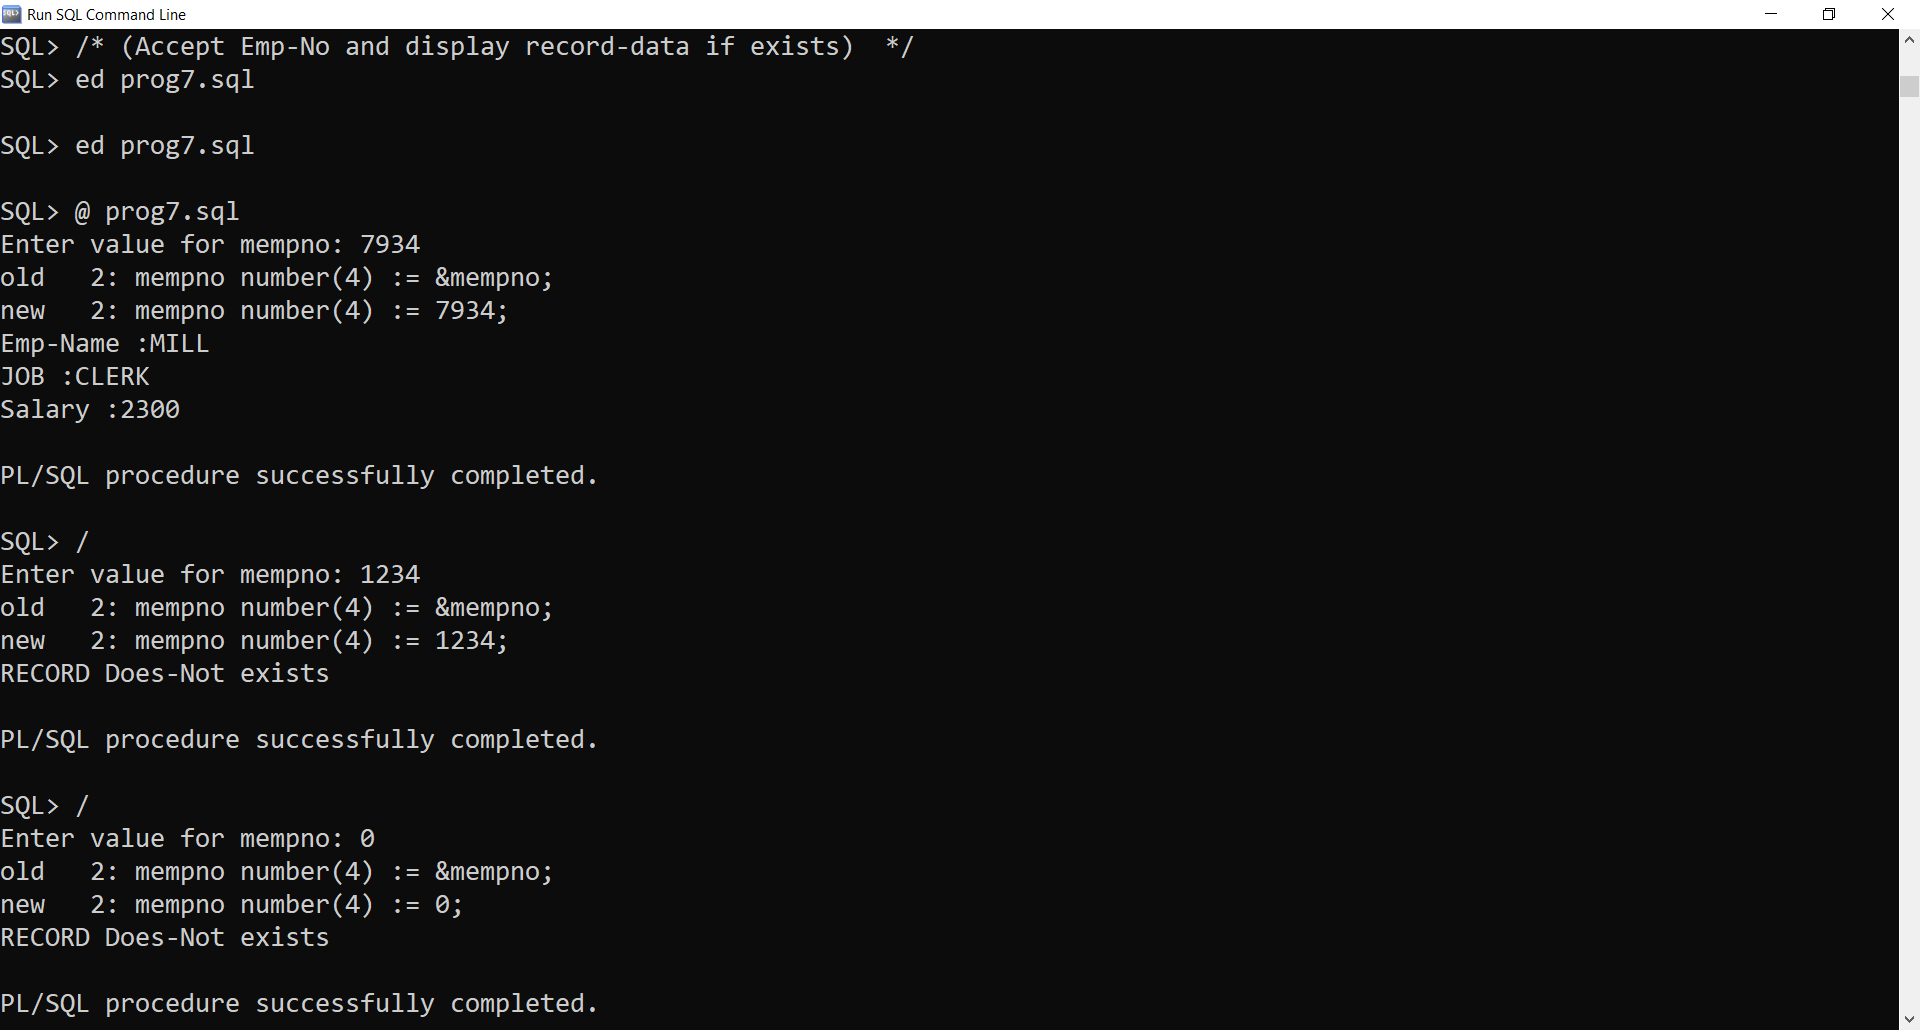 Run SQL Command Line
SQL> /* (Accept Emp-No and display record-data if exists)  */
SQL> ed prog7.sql
SQL> ed prog7.sql
SQL> @ prog7.sql
Enter value for mempno: 7934
old   2: mempno number(4) := &mempno;
new   2: mempno number(4) := 7934;
Emp-Name :MILL
JOB :CLERK
Salary :2300
PL/SQL procedure successfully completed.
SQL> /
Enter value for mempno: 1234
old   2: mempno number(4) := &mempno;
new   2: mempno number(4) := 1234;
RECORD Does-Not exists
PL/SQL procedure successfully completed.
SQL> /
Enter value for mempno: 0
old   2: mempno number(4) := &mempno;
new   2: mempno number(4) := 0;
RECORD Does-Not exists
PL/SQL procedure successfully completed.